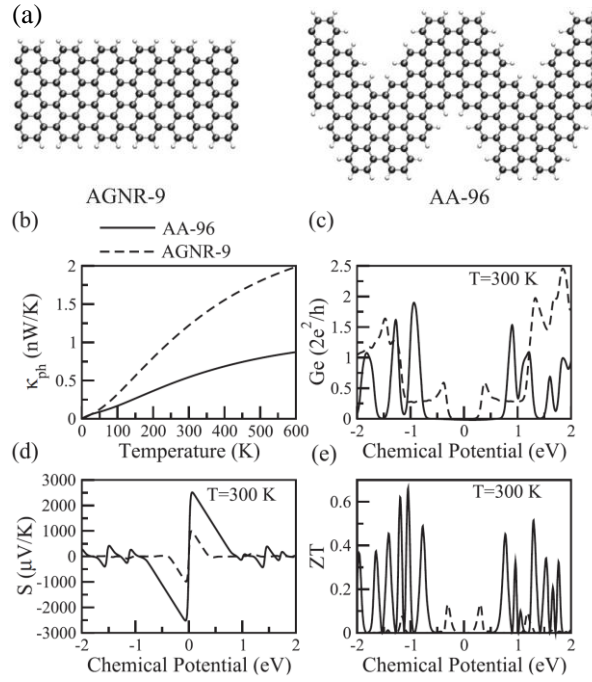 (a)
AGNR-9
AA-96
(b)
AA-96
AGNR-9
(c)
2
1.5
1
0.5
0
κph (nW/K)
0 100 200 300 400 500 600
Temperature (K)
2.5
2
1.5
1
0.5
0
Ge (2e²/h)
T=300 K
-2 -1 0 1 2
Chemical Potential (eV)
(d)
3000
2000
1000
0
-1000
-2000
-3000
S (μV/K)
T=300 K
-2 -1 0 1 2
Chemical Potential (eV)
(e)
0.6
0.4
0.2
0
ZT
T=300 K
-2 -1 0 1 2
Chemical Potential (eV)